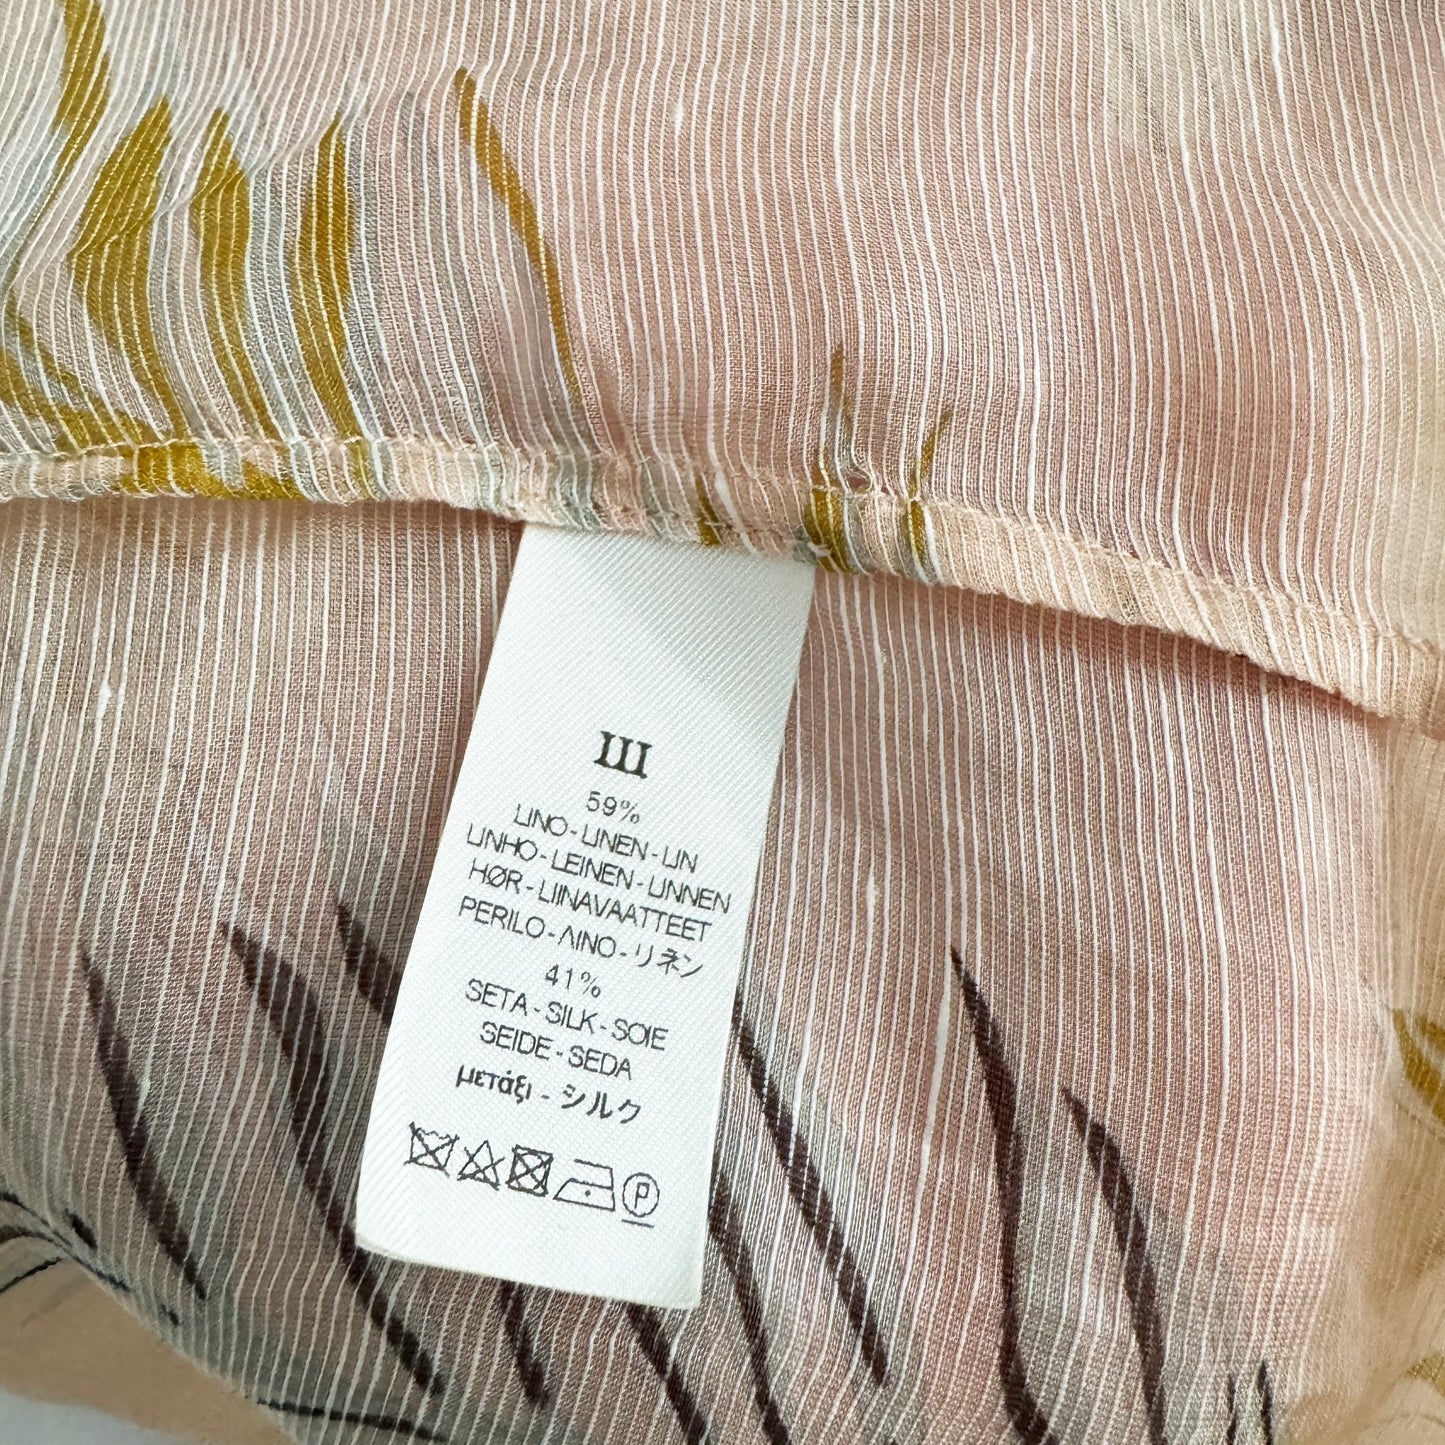 III
59%
LINO-LINEN-LIN
LINHO-LEINEN-LINNEN
HØR-LIINAVAATTEET
PERILO-ΛINO-リネン
41%
SETA-SILK-SOIE
SEIDE-SEDA
μετάξι-シルク
P